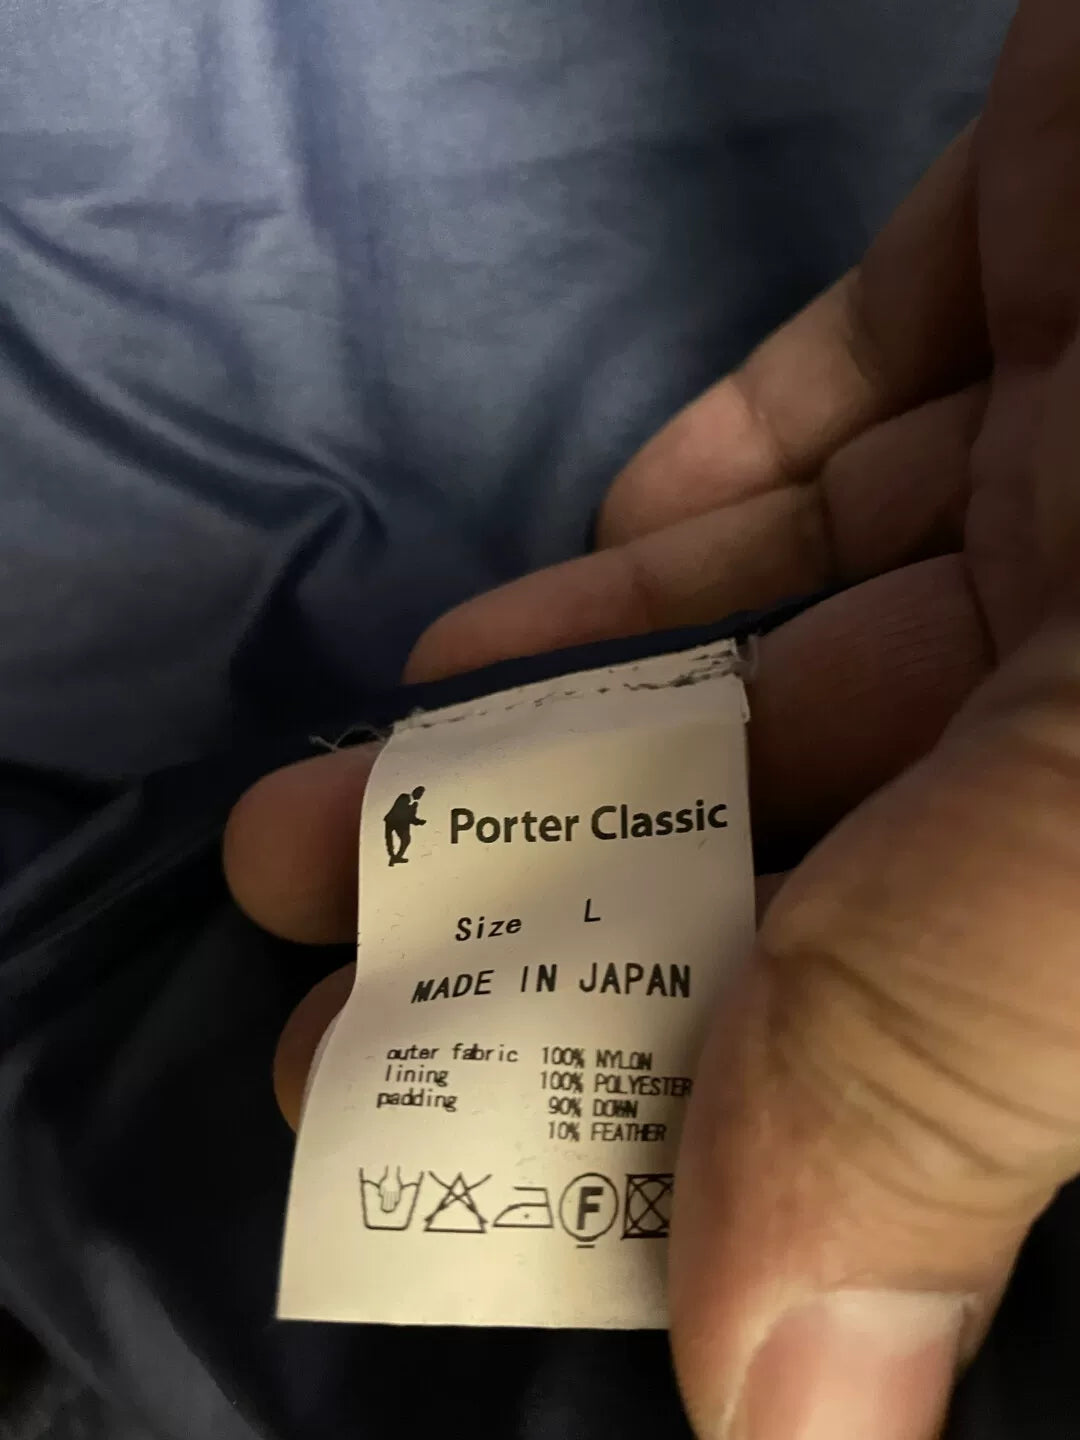 Porter Classic
Size L
MADE IN JAPAN
outer fabric 100% NYLON
lining 100% POLYESTER
padding 90% DOWN
10% FEATHER
F